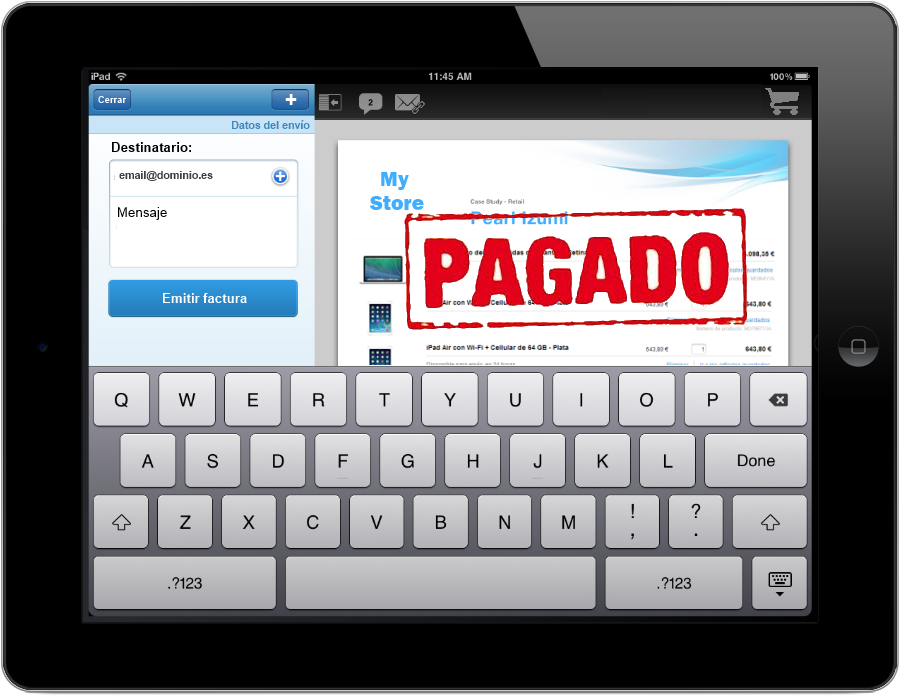 iPad
11:45 AM
100%
Cerrar
+
2
Datos del envío
Destinatario:
email@dominio.es
Mensaje
Emitir factura
My
Store
Case Study - Retail
Pearl Izumi
PAGADO
.098,35 €
643,80 €
643,80 €
iPad Air con Wi-Fi + Cellular de 64 GB - Plata
643,80 €
1
643,80 €
Q W E R T Y U I O P
A S D F G H J K L Done
Z X C V B N M ! , ? .
.?123 .?123